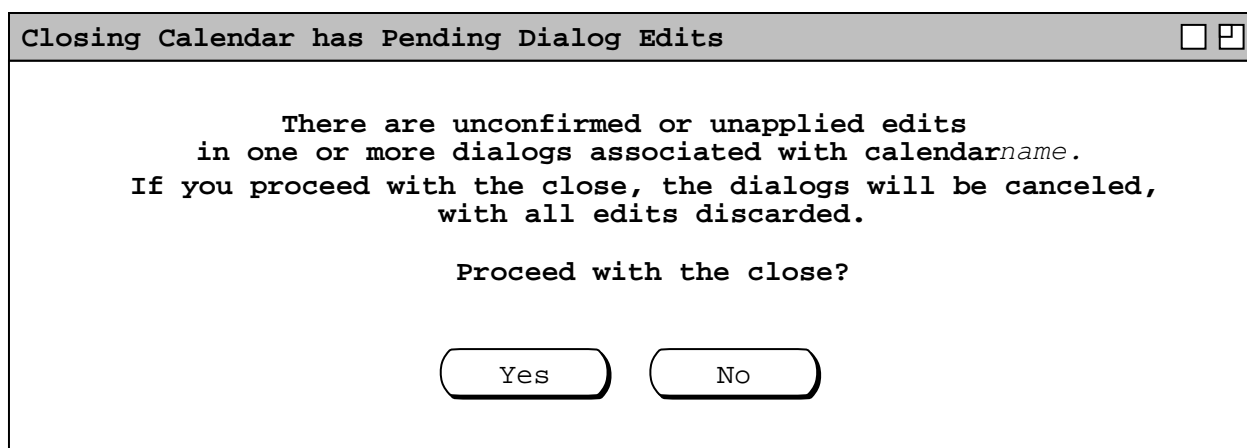 Closing Calendar has Pending Dialog Edits
There are unconfirmed or unapplied edits
in one or more dialogs associated with calendarname.
If you proceed with the close, the dialogs will be canceled,
with all edits discarded.
Proceed with the close?
Yes No